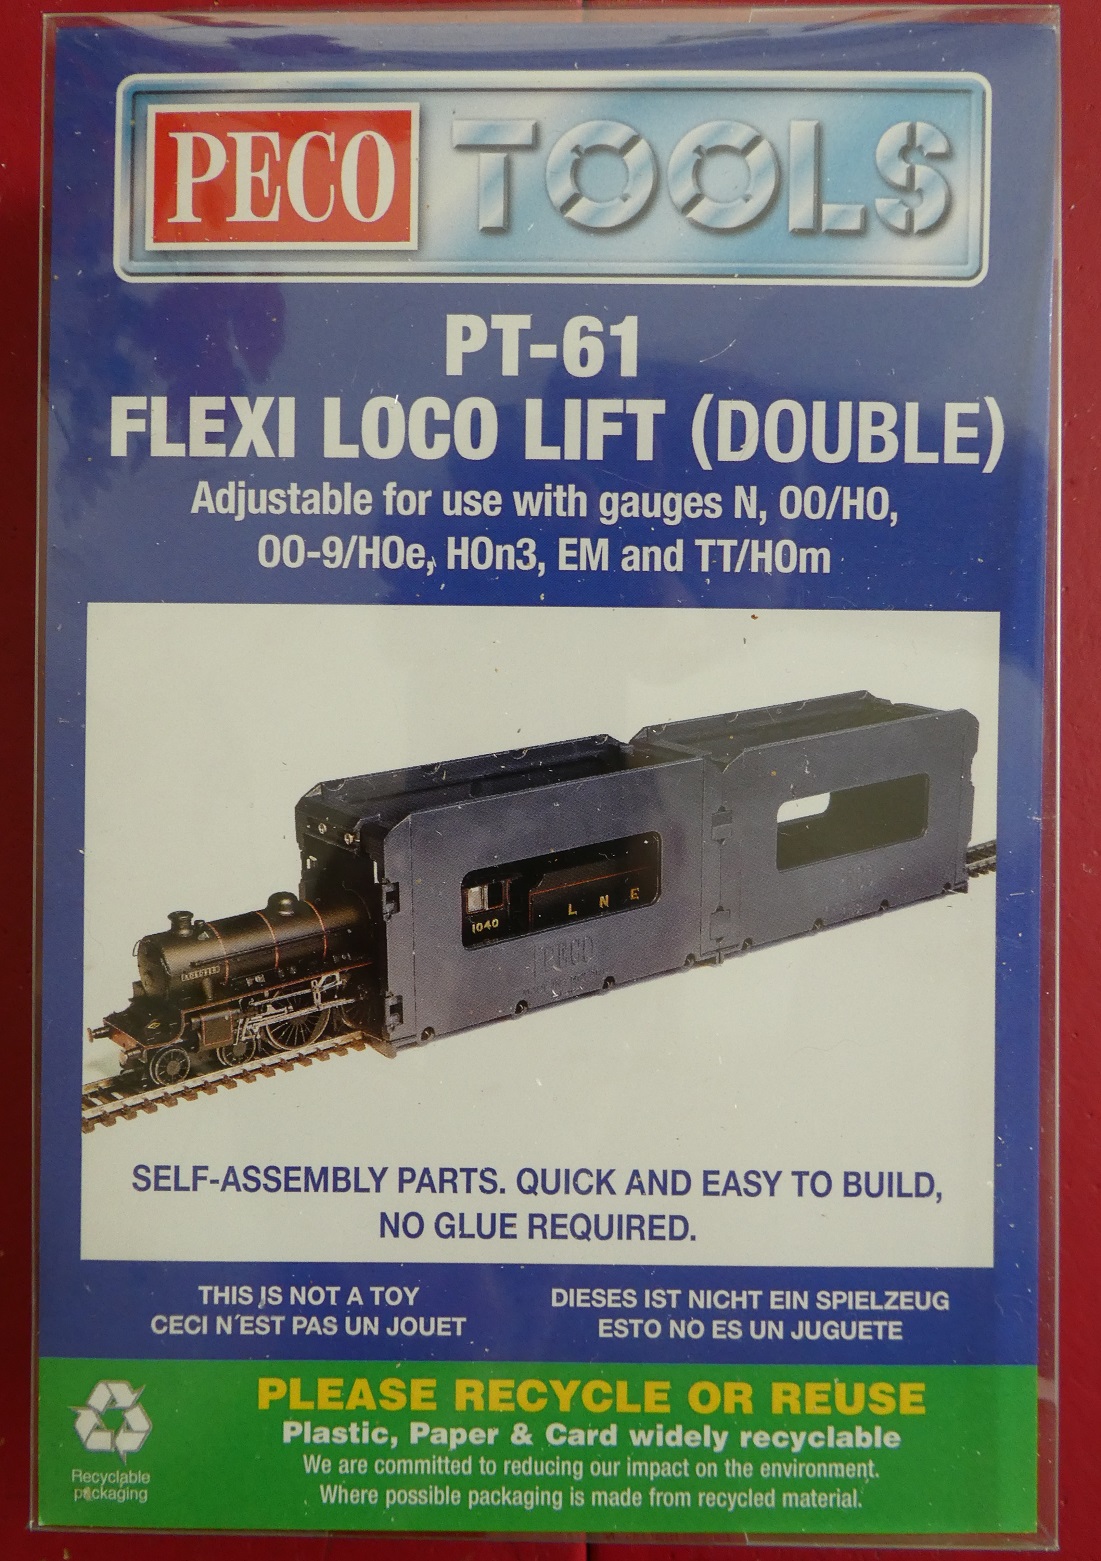 PECO TOOLS
PT-61
FLEXI LOCO LIFT (DOUBLE)
Adjustable for use with gauges N, OO/HO,
OO-9/HOe, HOn3, EM and TT/HOm
1040
L N E
PECO
SELF-ASSEMBLY PARTS. QUICK AND EASY TO BUILD,
NO GLUE REQUIRED.
THIS IS NOT A TOY
CECI N'EST PAS UN JOUET
DIESES IST NICHT EIN SPIELZEUG
ESTO NO ES UN JUGUETE
PLEASE RECYCLE OR REUSE
Plastic, Paper & Card widely recyclable
We are committed to reducing our impact on the environment.
Where possible packaging is made from recycled material.
Recyclable
packaging